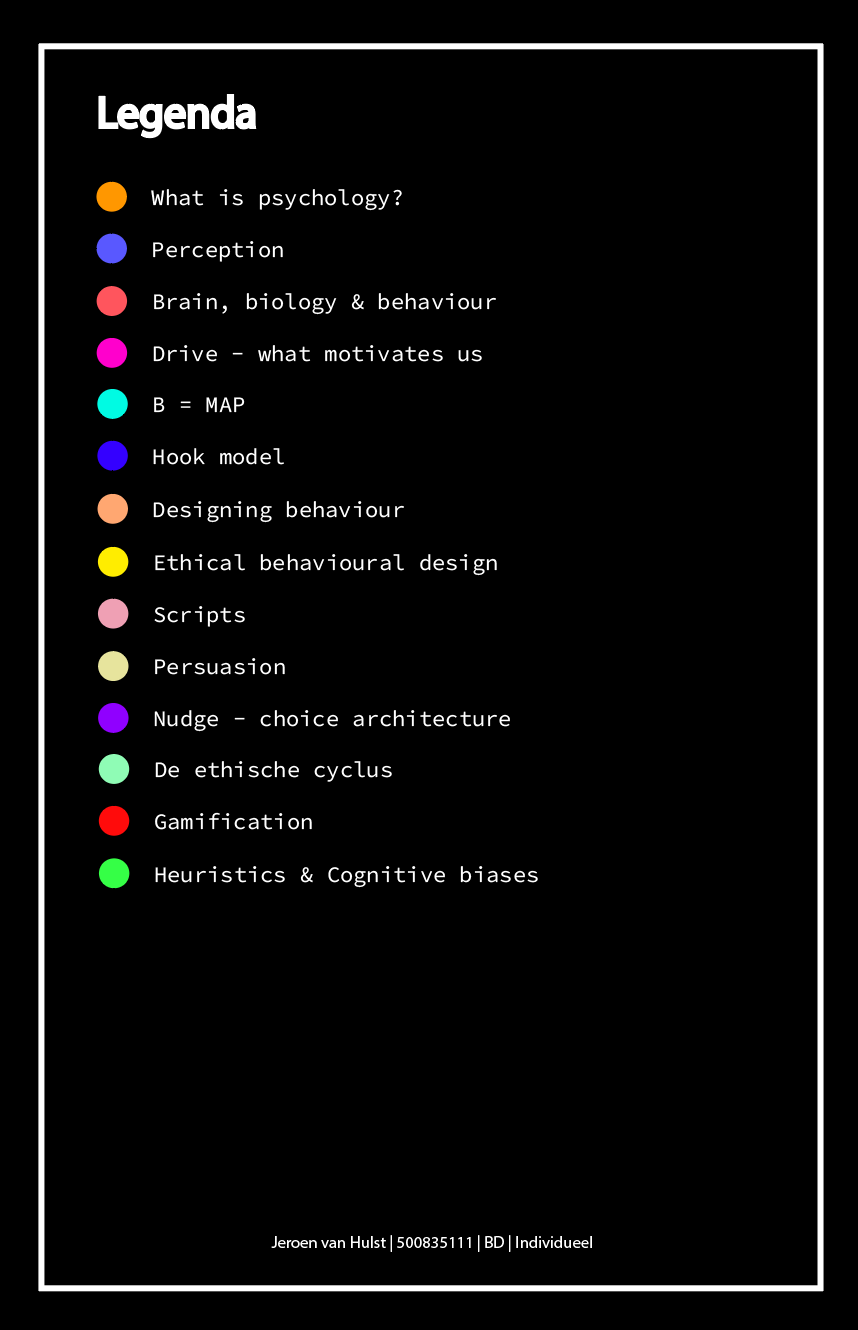 Legenda
What is psychology?
Perception
Brain, biology & behaviour
Drive - what motivates us
B = MAP
Hook model
Designing behaviour
Ethical behavioural design
Scripts
Persuasion
Nudge - choice architecture
De ethische cyclus
Gamification
Heuristics & Cognitive biases
Jeroen van Hulst | 500835111 | BD | Individueel